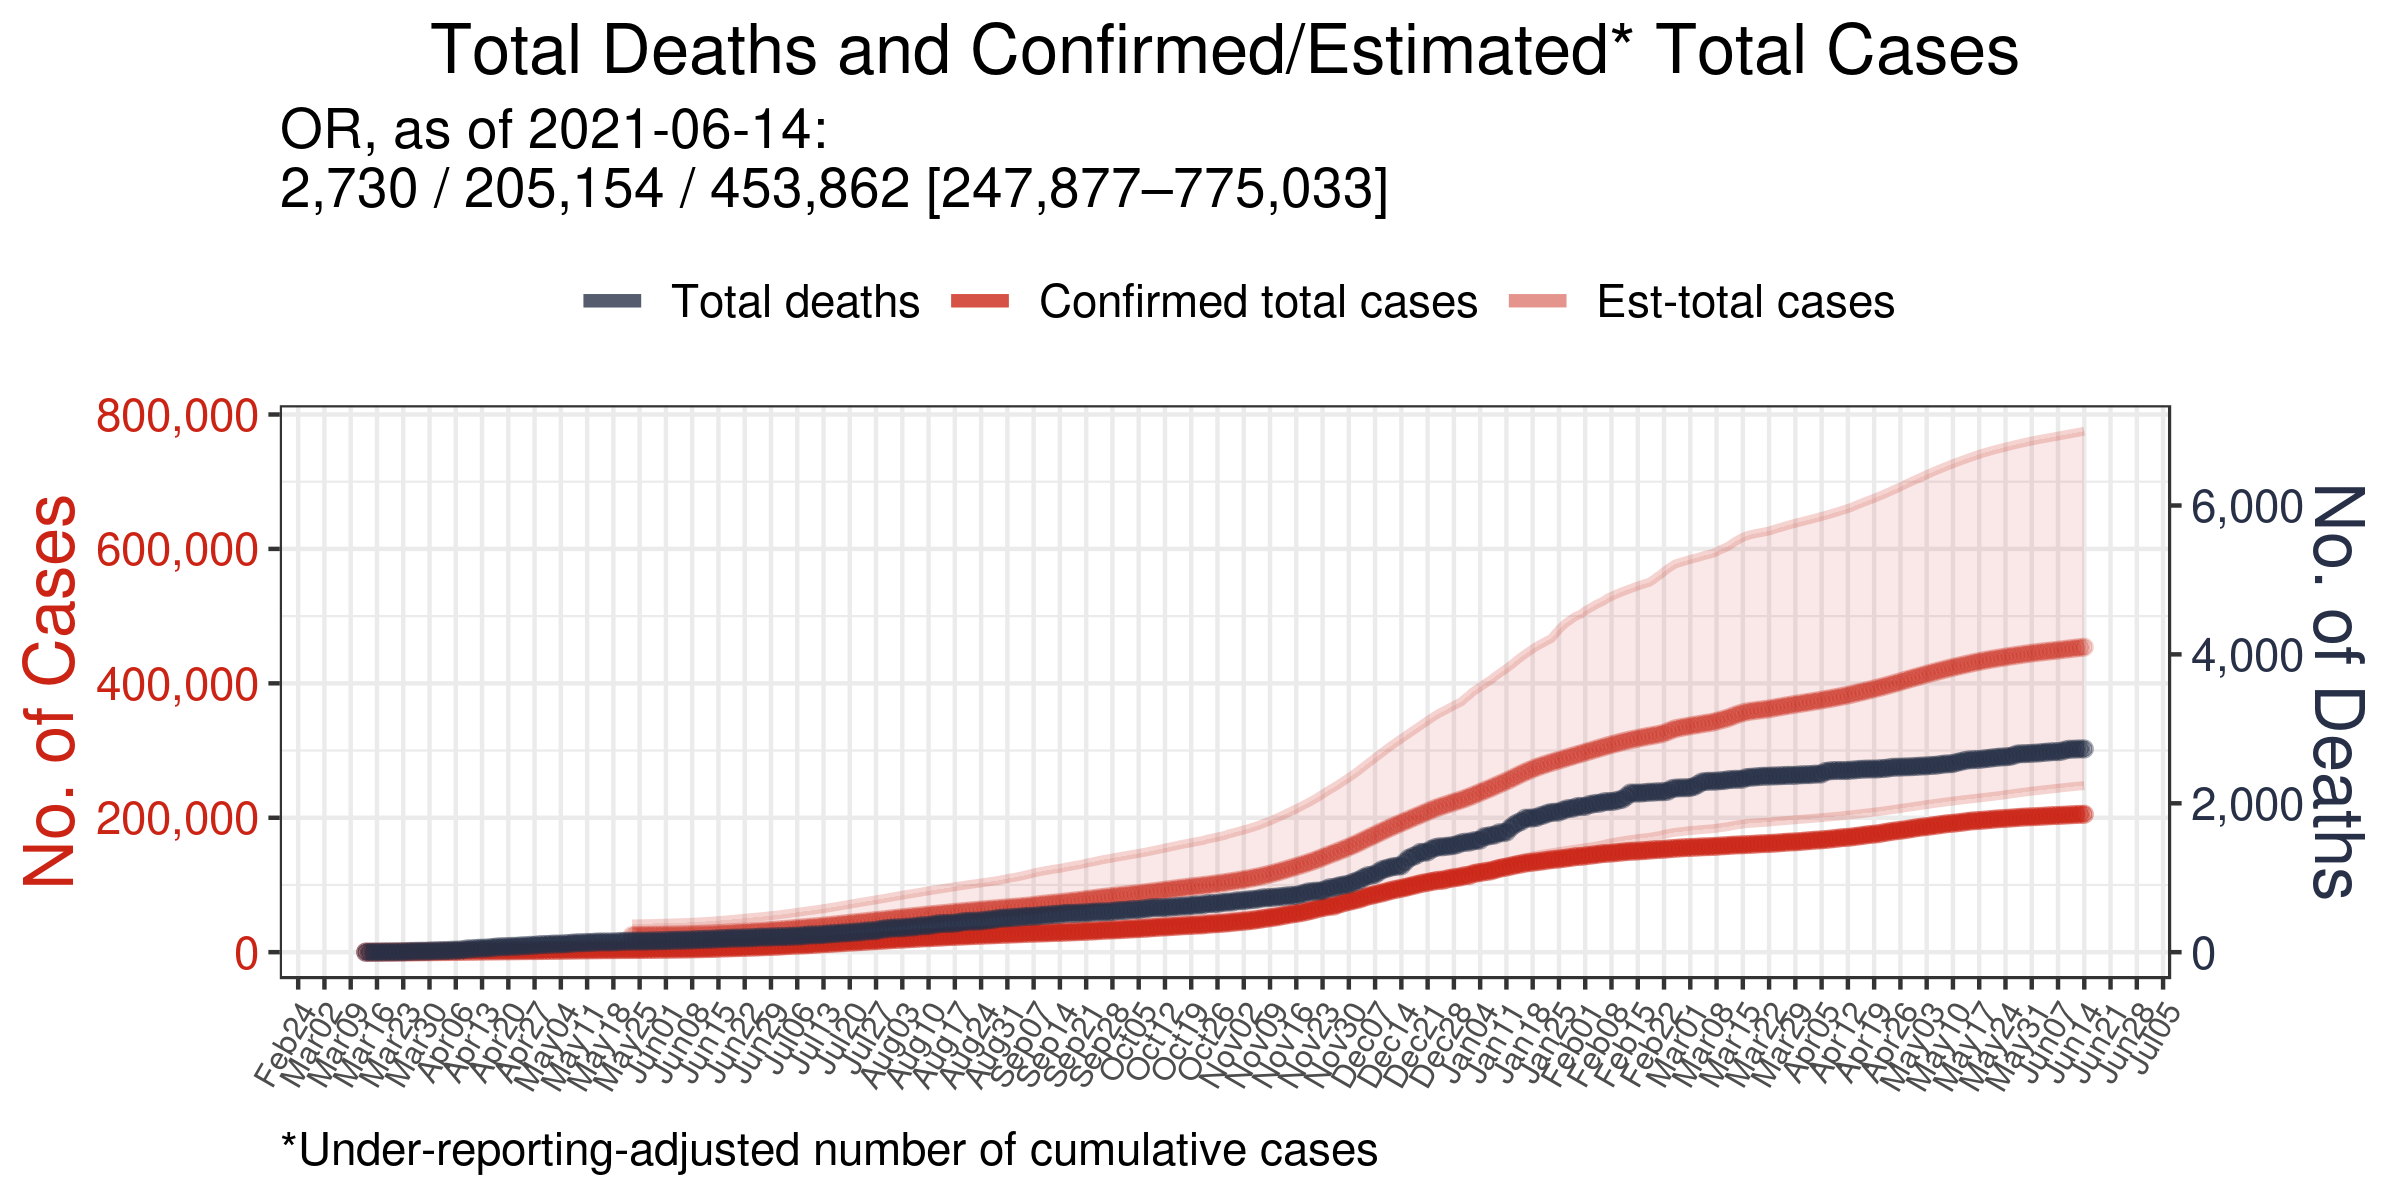 Total Deaths and Confirmed/Estimated* Total Cases
OR, as of 2021-06-14:
2,730 / 205,154 / 453,862 [247,877–775,033]
Total deaths Confirmed total cases Est-total cases
No. of Cases
800,000
600,000
400,000
200,000
0
6,000
4,000
2,000
0
No. of Deaths
Feb24 Mar02 Mar09 Mar16 Mar23 Mar30 Apr06 Apr13 Apr20 Apr27 May04 May11 May18 May25 Jun01 Jun08 Jun15 Jun22 Jun29 Jul06 Jul13 Jul20 Jul27 Aug03 Aug10 Aug17 Aug24 Aug31 Sep07 Sep14 Sep21 Sep28 Oct05 Oct12 Oct19 Oct26 Nov02 Nov09 Nov16 Nov23 Nov30 Dec07 Dec14 Dec21 Dec28 Jan04 Jan11 Jan18 Jan25 Feb01 Feb08 Feb15 Feb22 Mar01 Mar08 Mar15 Mar22 Mar29 Apr05 Apr12 Apr19 Apr26 May03 May10 May17 May24 May31 Jun07 Jun14 Jun21 Jun28 Jul05
*Under-reporting-adjusted number of cumulative cases